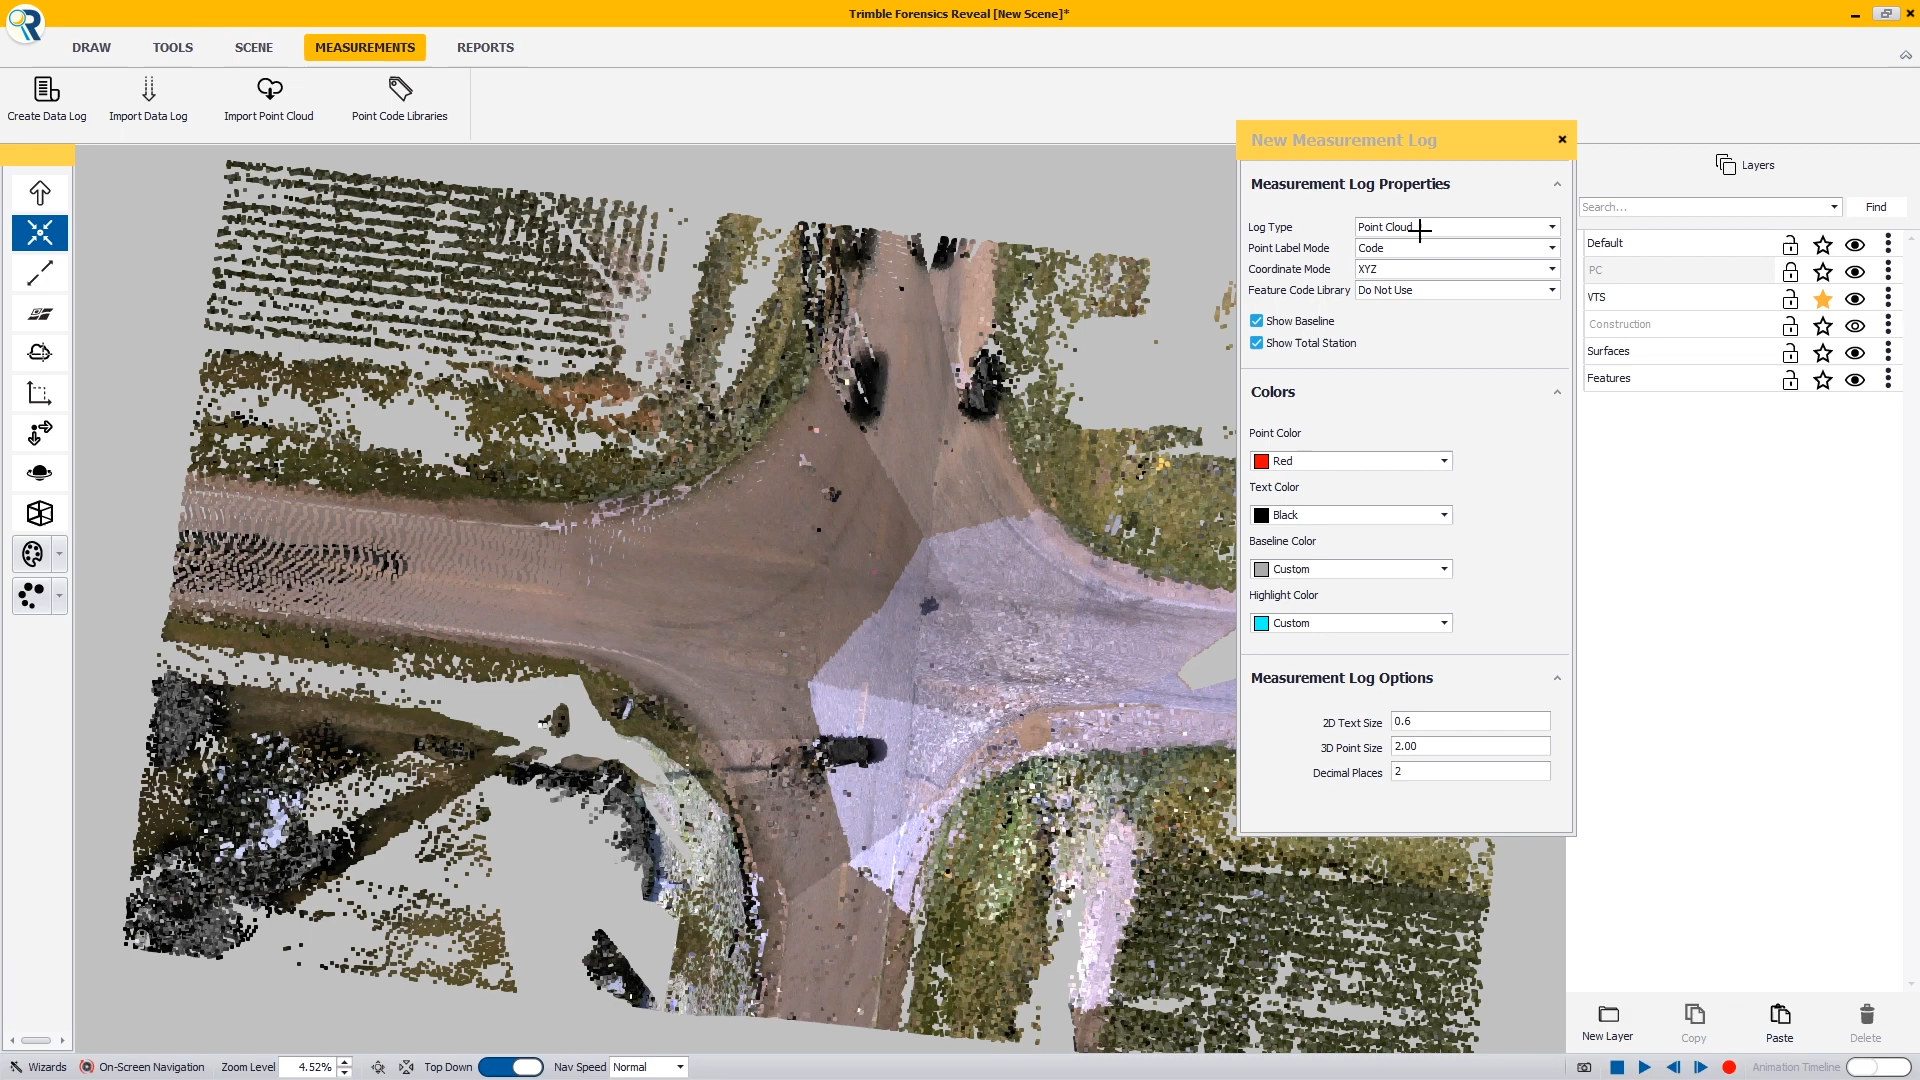 Trimble Forensics Reveal [New Scene]*
DRAW
TOOLS
SCENE
MEASUREMENTS
REPORTS
Create Data Log
Import Data Log
Import Point Cloud
Point Code Libraries
New Measurement Log
Measurement Log Properties
Log Type Point Cloud
Point Label Mode Code
Coordinate Mode XYZ
Feature Code Library Do Not Use
Show Baseline
Show Total Station
Colors
Point Color
Red
Text Color
Black
Baseline Color
Custom
Highlight Color
Custom
Measurement Log Options
2D Text Size 0.6
3D Point Size 2.00
Decimal Places 2
Layers
Search... Find
Default
PC
VTS
Construction
Surfaces
Features
New Layer
Copy
Paste
Delete
Wizards On-Screen Navigation Zoom Level 4.52% Top Down Nav Speed Normal Animation Timeline